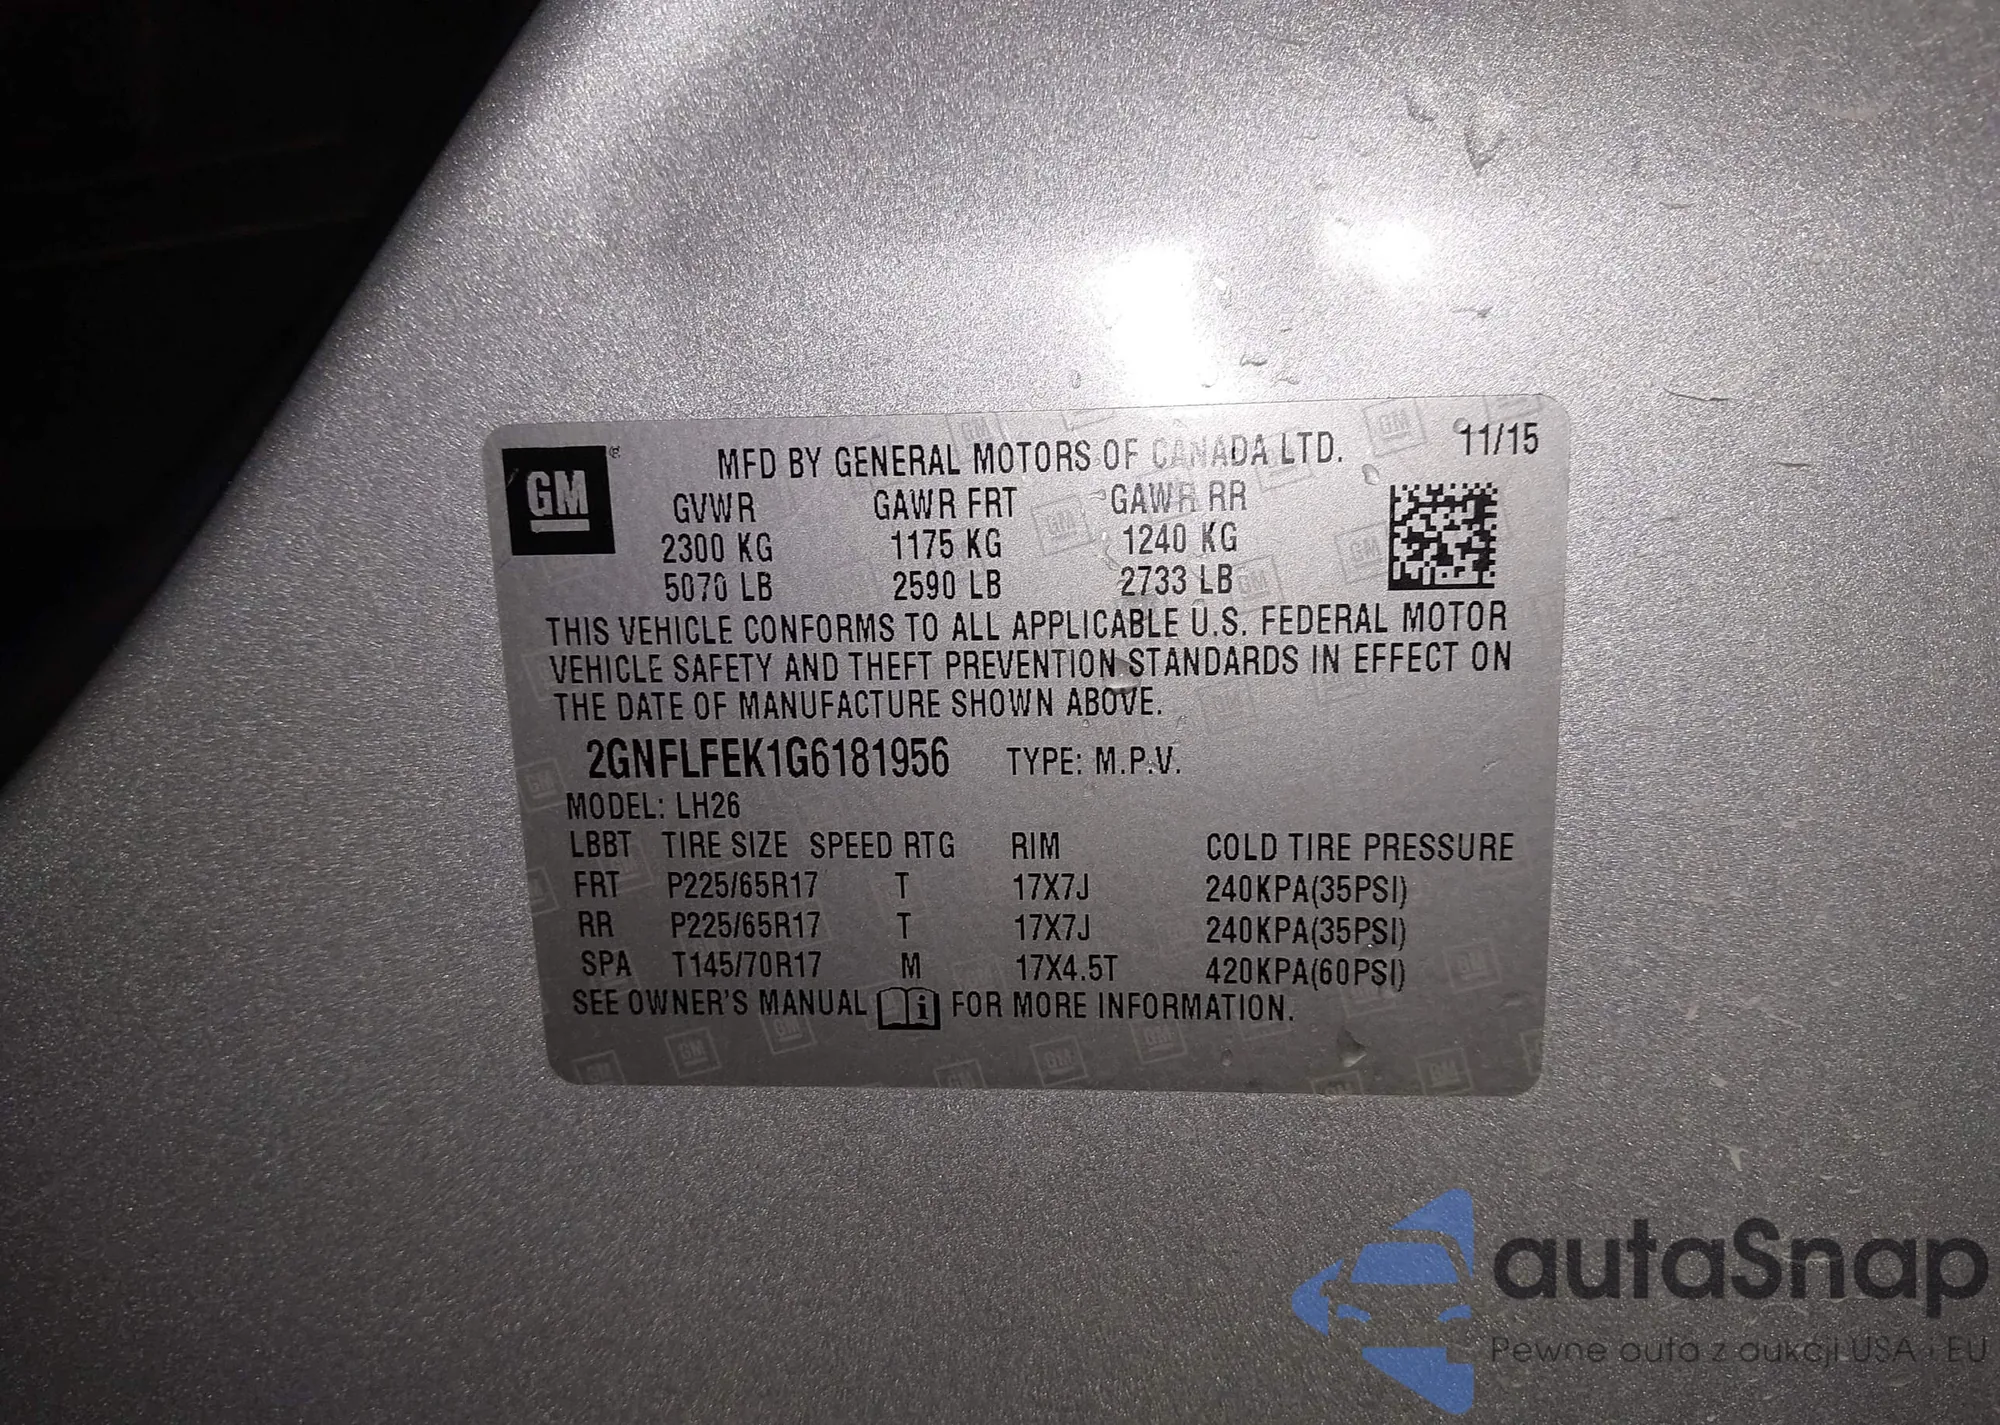 GM ®
MFD BY GENERAL MOTORS OF CANADA LTD. 11/15
GVWR GAWR FRT GAWR RR
2300 KG 1175 KG 1240 KG
5070 LB 2590 LB 2733 LB
THIS VEHICLE CONFORMS TO ALL APPLICABLE U.S. FEDERAL MOTOR
VEHICLE SAFETY AND THEFT PREVENTION STANDARDS IN EFFECT ON
THE DATE OF MANUFACTURE SHOWN ABOVE.
2GNFLFEK1G6181956 TYPE: M.P.V.
MODEL: LH26
LBBT TIRE SIZE SPEED RTG RIM COLD TIRE PRESSURE
FRT P225/65R17 T 17X7J 240KPA(35PSI)
RR P225/65R17 T 17X7J 240KPA(35PSI)
SPA T145/70R17 M 17X4.5T 420KPA(60PSI)
SEE OWNER'S MANUAL i FOR MORE INFORMATION.
autaSnap
Pewne auta z aukcji USA i EU